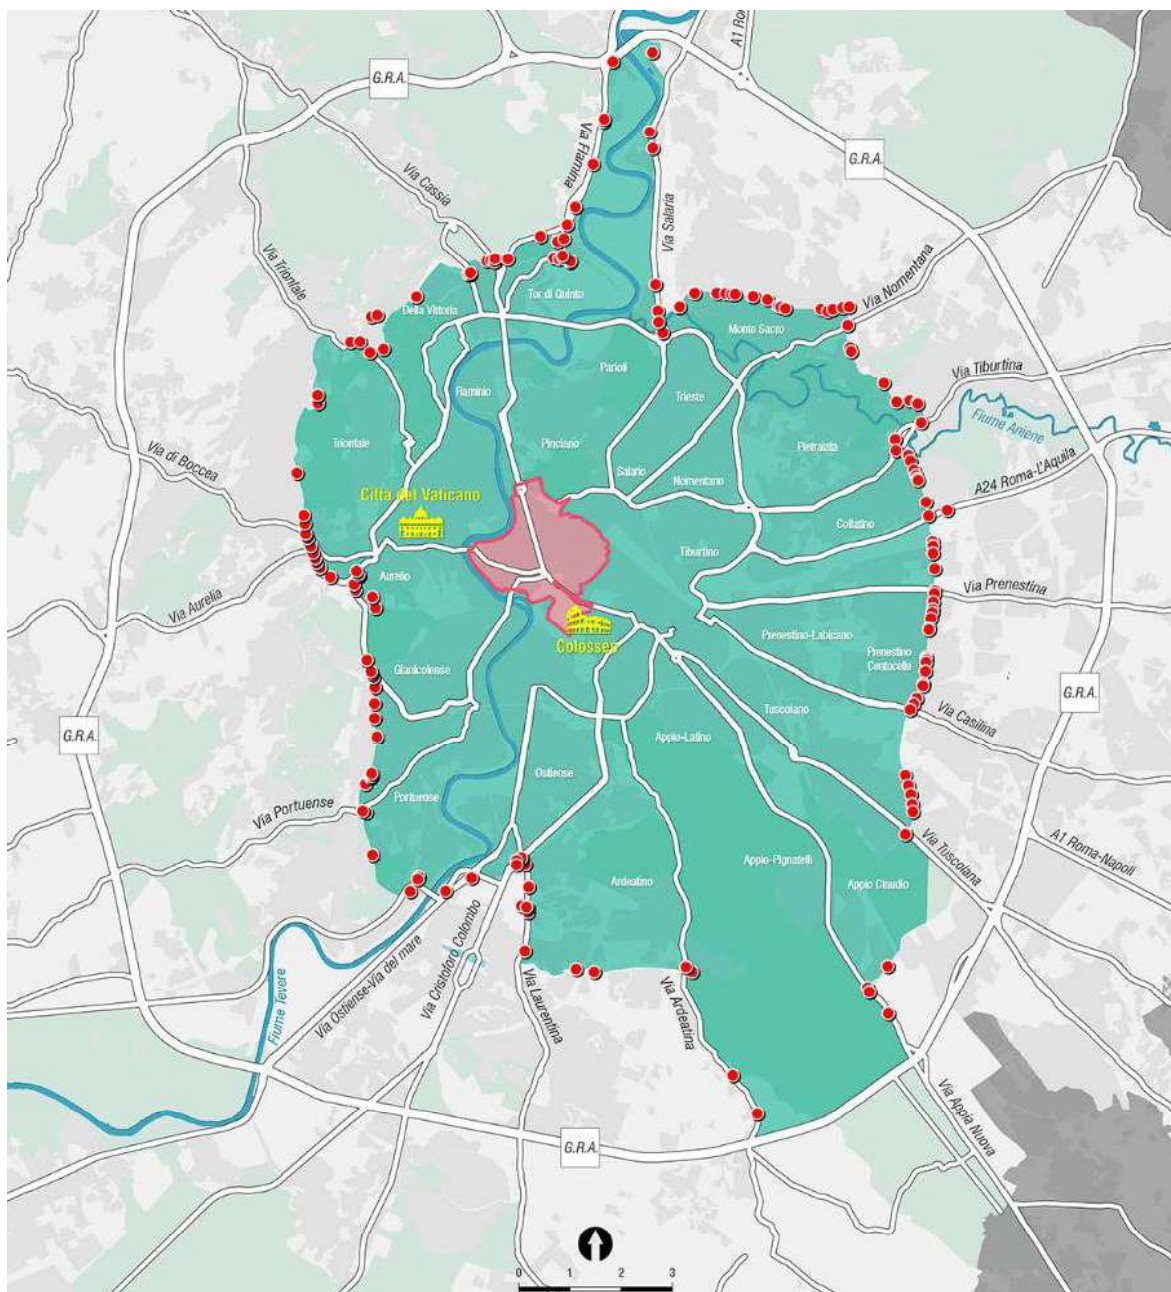 A1 Ro
G.R.A.
Via Flaminia
G.R.A.
Via Cassia
Via Salaria
Via Trionfale
Via Nomentana
Tor di Quinto
Della Vittoria
Monte Sacro
Via Tiburtina
Parioli
Flaminio
Trieste
Fiume Aniene
Trionfale
Pinciano
Pietralata
Via di Boccea
Salario
Nomentano
A24 Roma-L'Aquila
Città del Vaticano
Collatino
Tiburtino
Aurelio
Via Prenestina
Via Aurelia
Prenestino-Labicano
Colosses
Prenestino
Centocelle
Gianicolense
G.R.A.
Tuscolano
Via Casilina
G.R.A.
Appio-Latino
Ostiense
Portuense
Via Portuense
Via Tuscolana
A1 Roma-Napoli
Appio-Pignatelli
Ardeatino
Appio Claudio
Via Cristoforo Colombo
Via Ostiense-Via del mare
Fiume Tevere
Via Laurentina
Via Ardeatina
Via Appia Nuova
G.R.A.
0 1 2 3